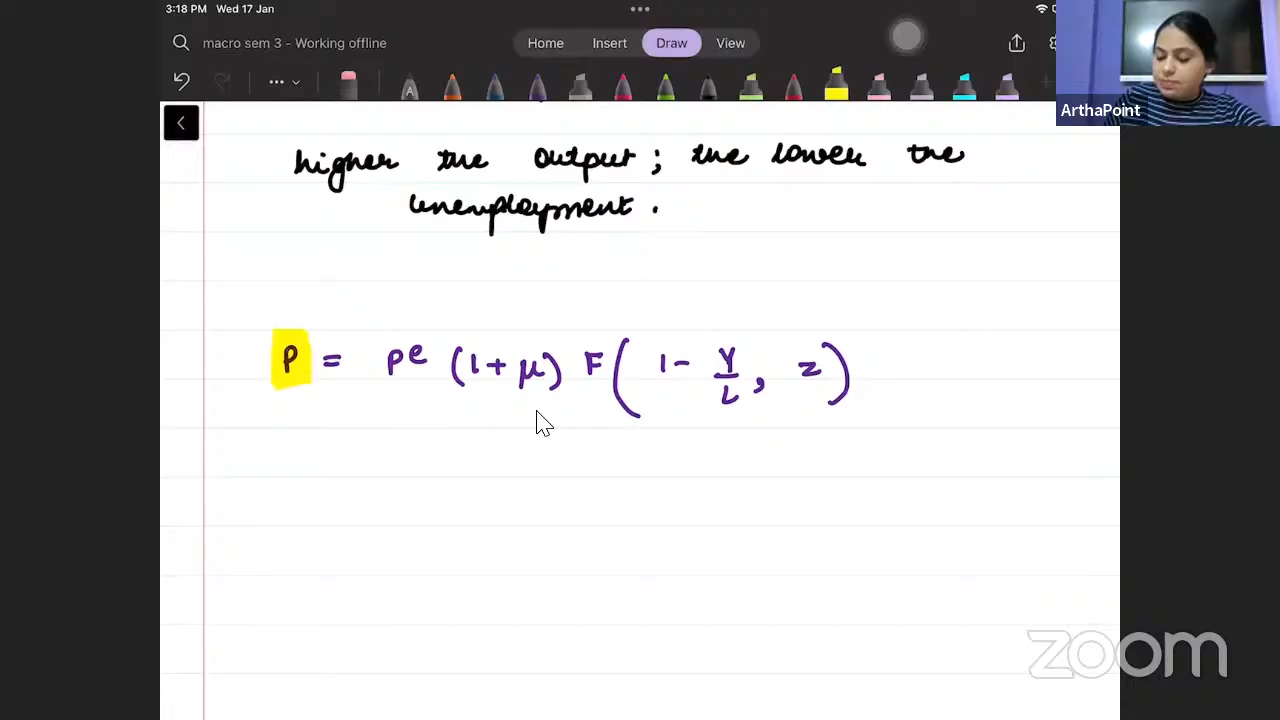 3:18 PM Wed 17 Jan
macro sem 3 - Working offline
Home Insert Draw View
A
ArthaPoint
higher the output; the lower the
unemployment.
P = Pe (1 + μ) F( 1 - Y/L, z)
zoom